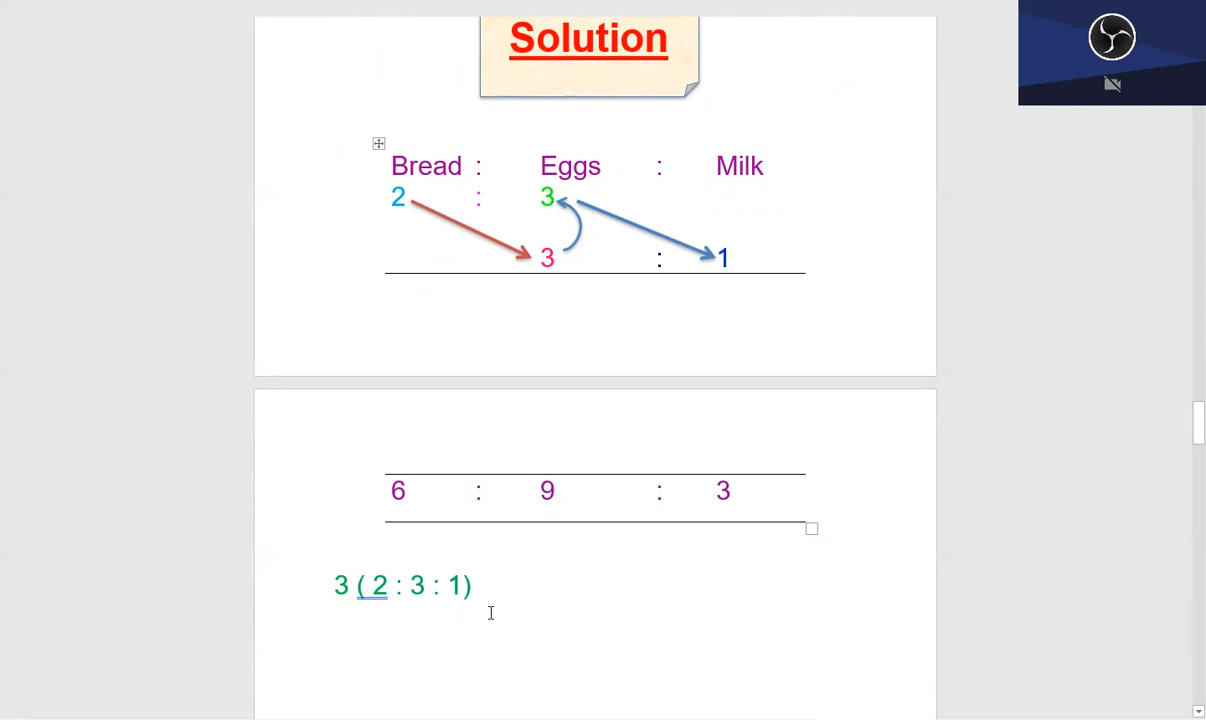 Solution
Bread : Eggs : Milk
2 : 3
3 : 1
6 : 9 : 3
3 ( 2 : 3 : 1)